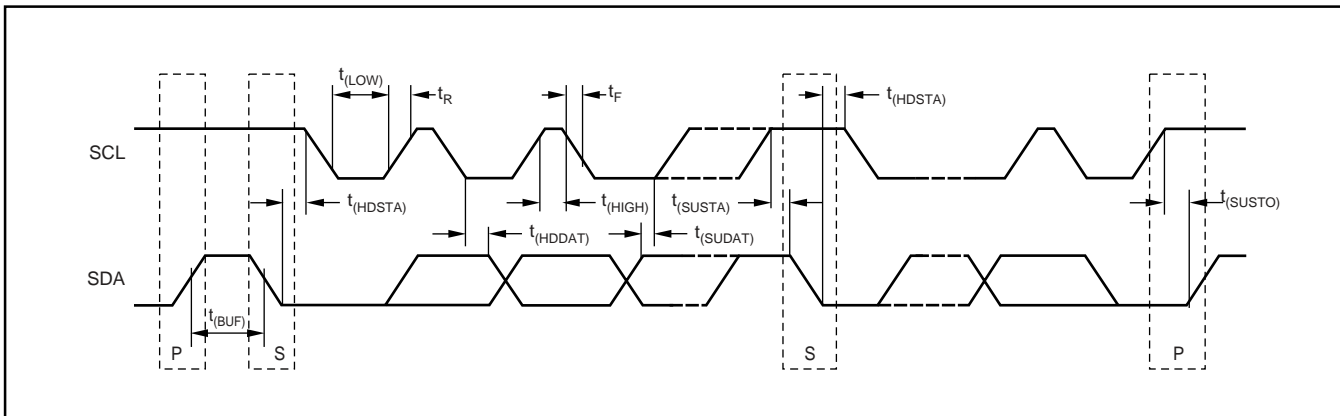 t(LOW)
tR
tF
t(HDSTA)
SCL
t(HDSTA)
t(HIGH)
t(SUSTA)
t(SUSTO)
t(HDDAT)
t(SUDAT)
SDA
t(BUF)
P
S
S
P